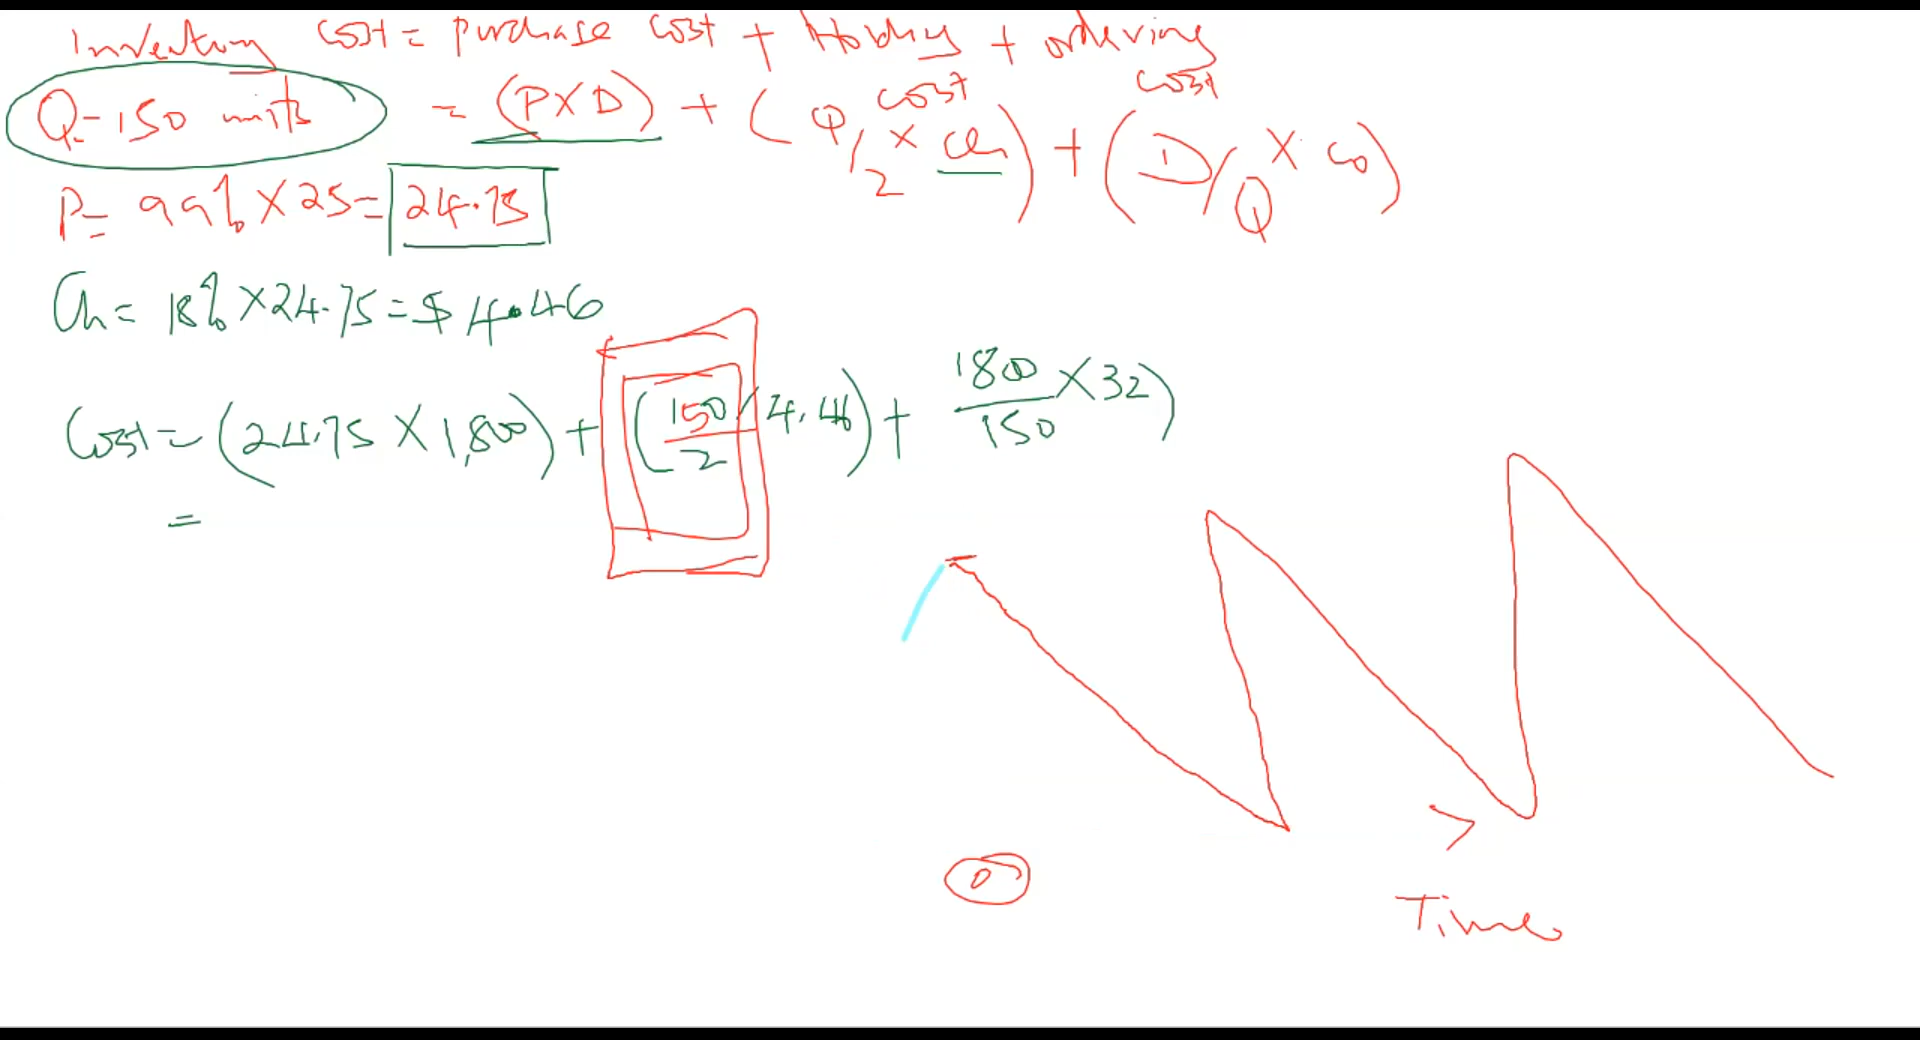 Inventory cost = purchase cost + Holding cost + ordering cost
Q = 150 units = (P X D) + (Q/2 X Ch) + (D/Q X Co)
P = 99% X 25 = 24.75
Ch = 18% X 24.75 = $ 4.46
Cost = (24.75 X 1,800) + (150/2 4.46) + 1800/150 X 32)
=
>
0
Time